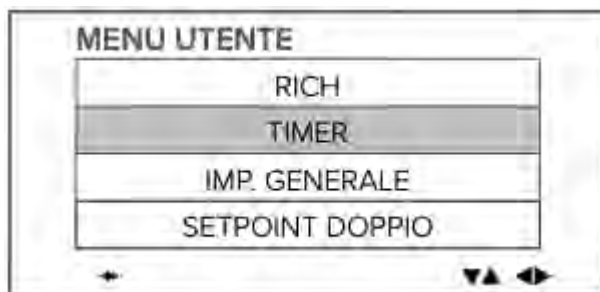 MENU UTENTE
RICH
TIMER
IMP. GENERALE
SETPOINT DOPPIO